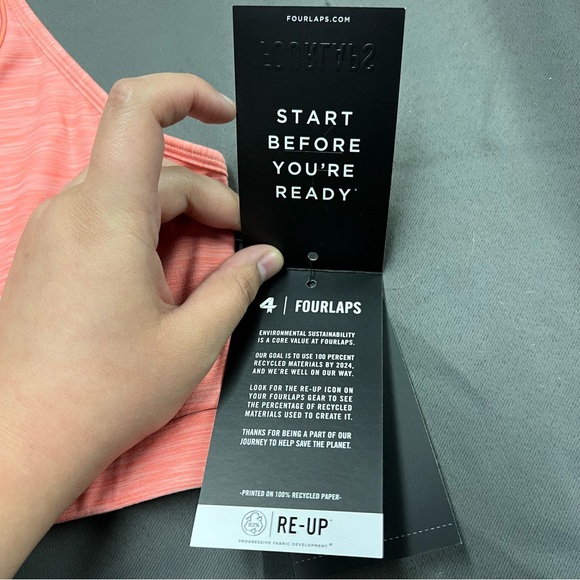 FOURLAPS.COM
FOURLAPS
START
BEFORE
YOU'RE
READY
4 | FOURLAPS
ENVIRONMENTAL SUSTAINABILITY
IS A CORE VALUE AT FOURLAPS.
OUR GOAL IS TO USE 100 PERCENT
RECYCLED MATERIALS BY 2024,
AND WE'RE WELL ON OUR WAY.
LOOK FOR THE RE-UP ICON ON
YOUR FOURLAPS GEAR TO SEE
THE PERCENTAGE OF RECYCLED
MATERIALS USED TO CREATE IT.
THANKS FOR BEING A PART OF OUR
JOURNEY TO HELP SAVE THE PLANET.
-PRINTED ON 100% RECYCLED PAPER-
RE-UP
PROGRESSIVE FABRIC DEVELOPMENT